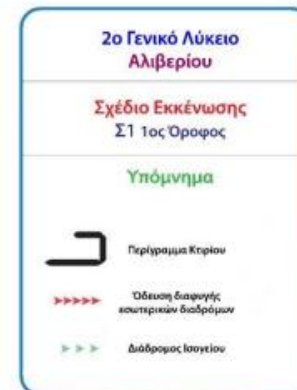 2ο Γενικό Λύκειο
Αλιβερίου
Σχέδιο Εκκένωσης
Σ1 1ος Όροφος
Υπόμνημα
Περίγραμμα Κτιρίου
Όδευση διαφυγής
εσωτερικών διαδρόμων
Διάδρομος Ισογείου